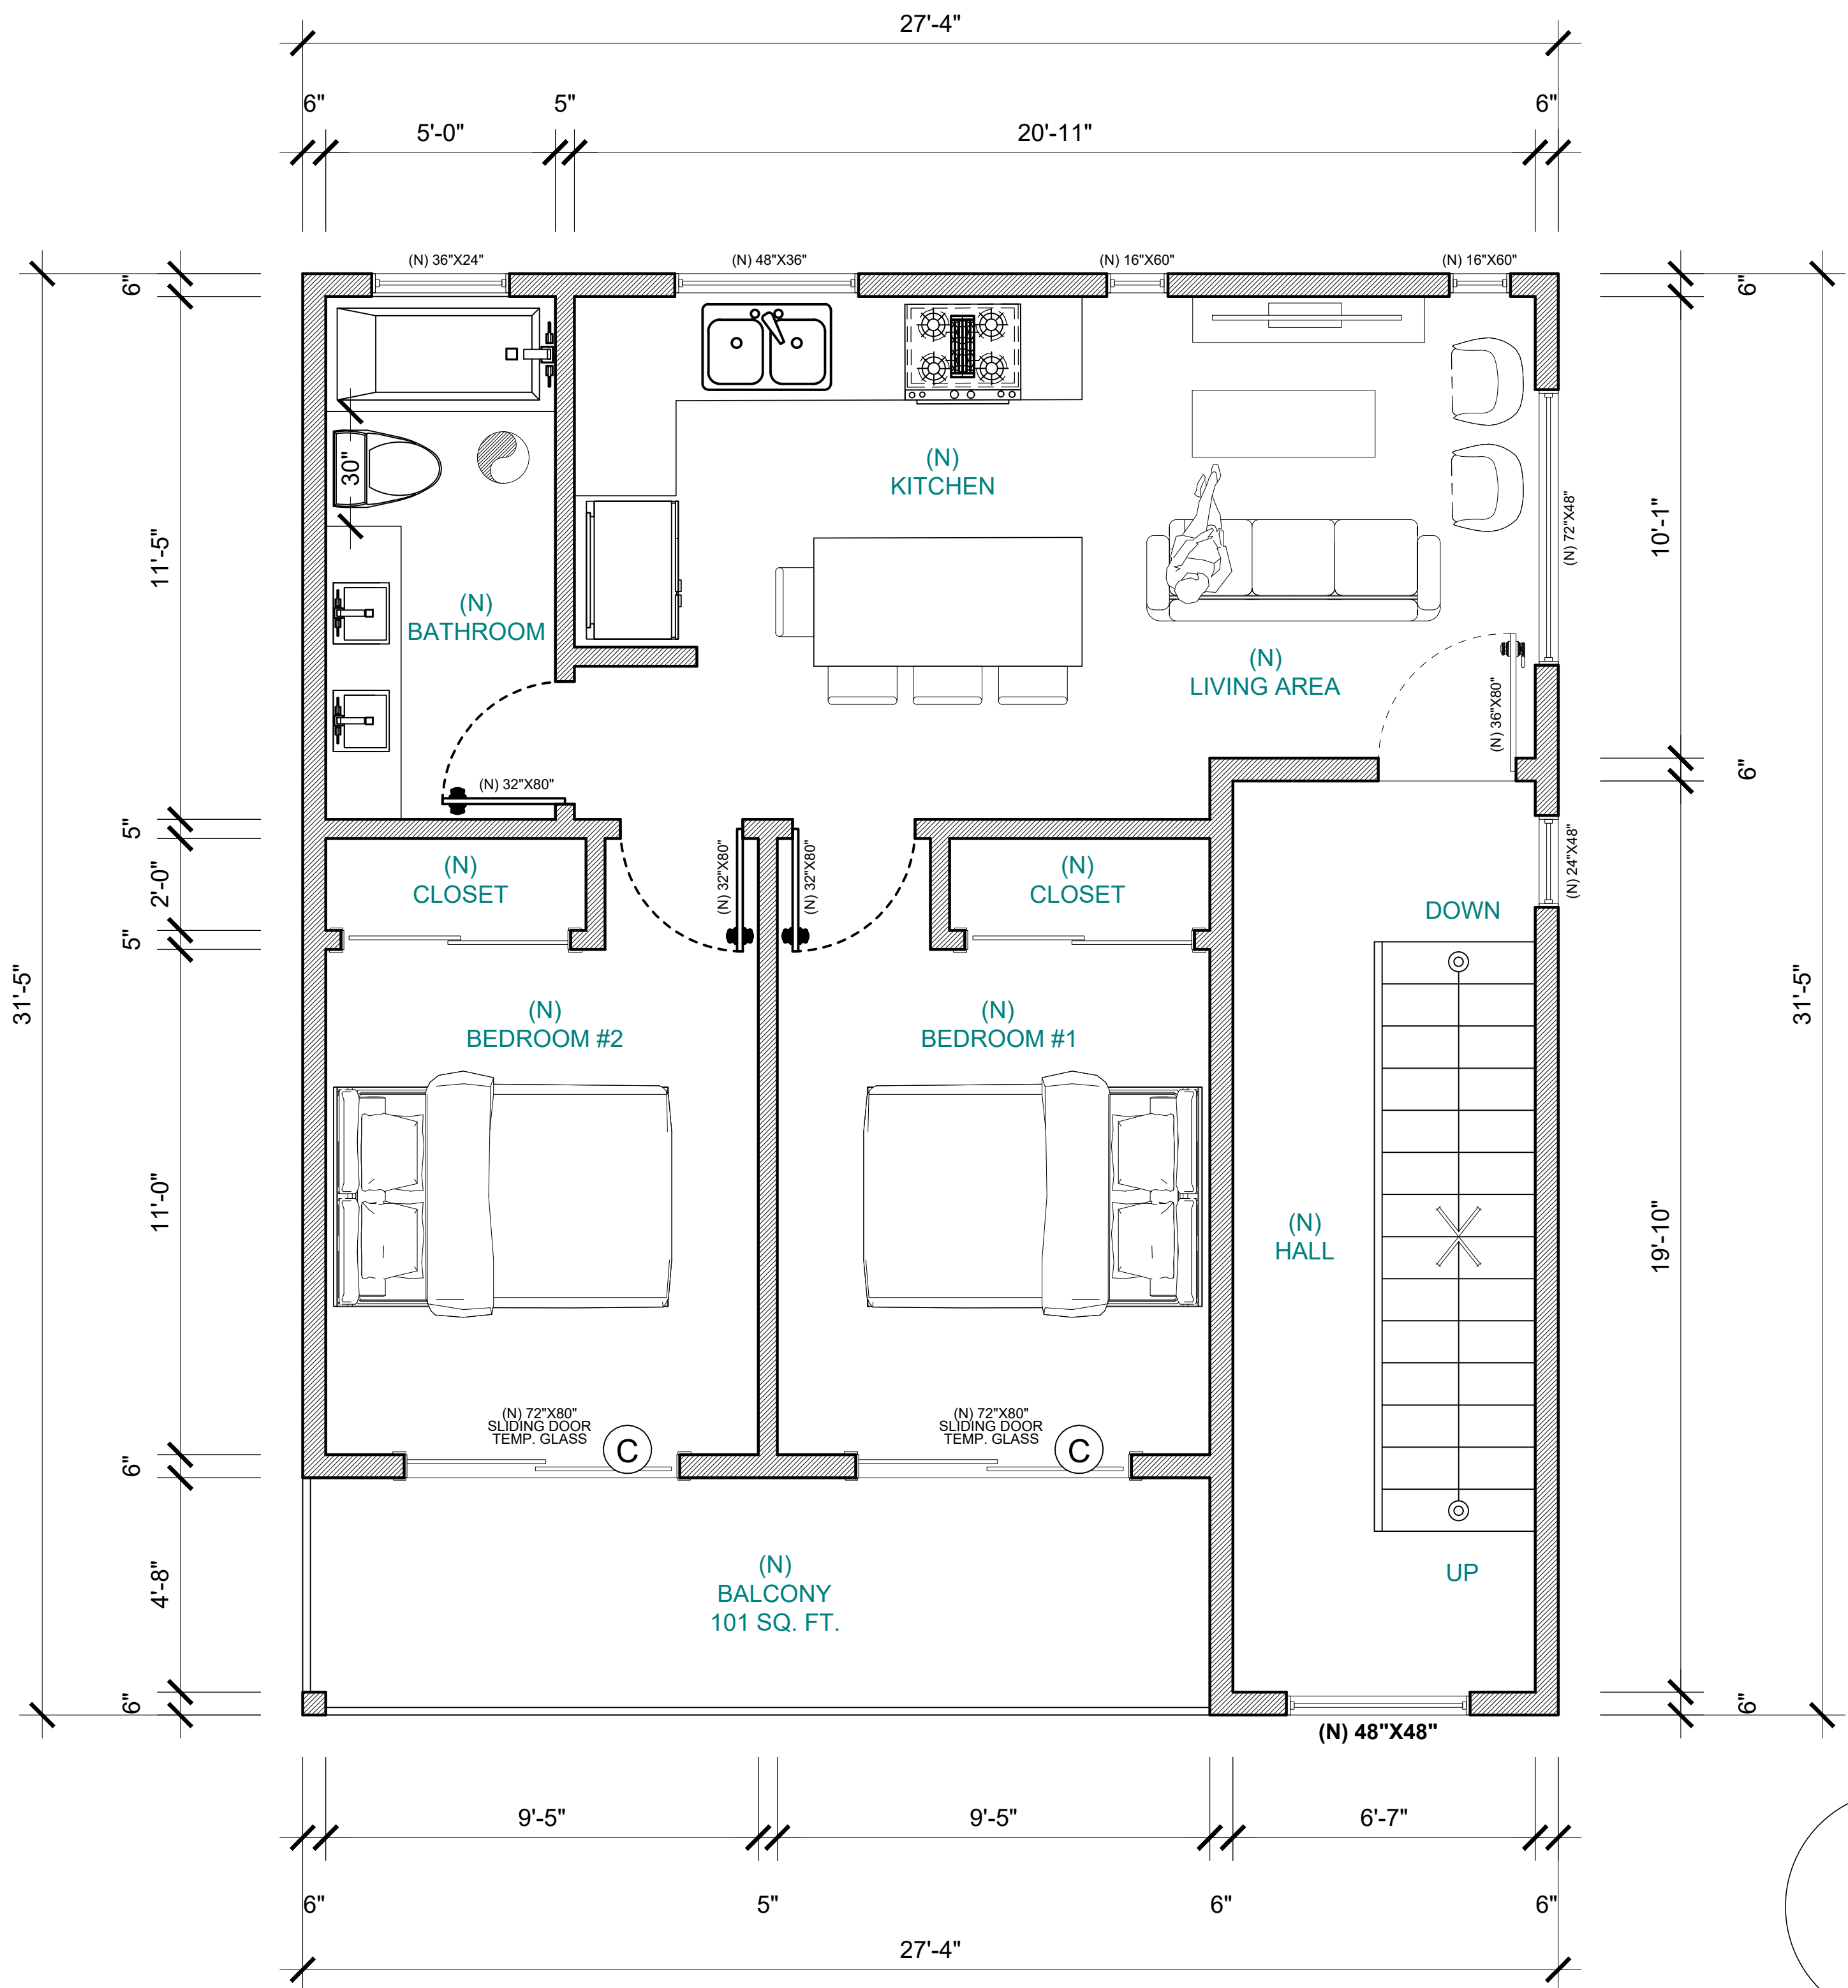 27'-4"
6"
5"
6"
5'-0"
20'-11"
(N) 36"X24"
(N) 48"X36"
(N) 16"X60"
(N) 16"X60"
6"
6"
30"
(N)
KITCHEN
(N) 72"X48"
11'-5"
10'-1"
(N)
BATHROOM
(N)
LIVING AREA
(N) 36"X80"
(N) 32"X80"
6"
5"
(N)
CLOSET
(N) 32"X80"
(N) 32"X80"
(N)
CLOSET
(N) 24"X48"
2'-0"
DOWN
5"
31'-5"
31'-5"
(N)
BEDROOM #2
(N)
BEDROOM #1
11'-0"
19'-10"
(N)
HALL
(N) 72"X80"
SLIDING DOOR
TEMP. GLASS
C
(N) 72"X80"
SLIDING DOOR
TEMP. GLASS
C
6"
4'-8"
(N)
BALCONY
101 SQ. FT.
UP
6"
6"
(N) 48"X48"
9'-5"
9'-5"
6'-7"
6"
5"
6"
6"
27'-4"